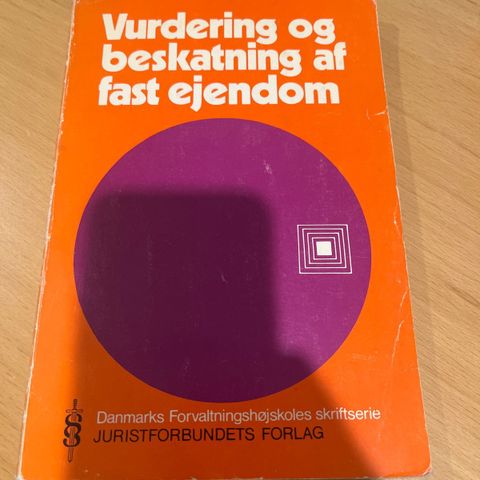 Vurdering og
beskatning af
fast ejendom
Danmarks Forvaltningshøjskoles skriftserie
JURISTFORBUNDETS FORLAG